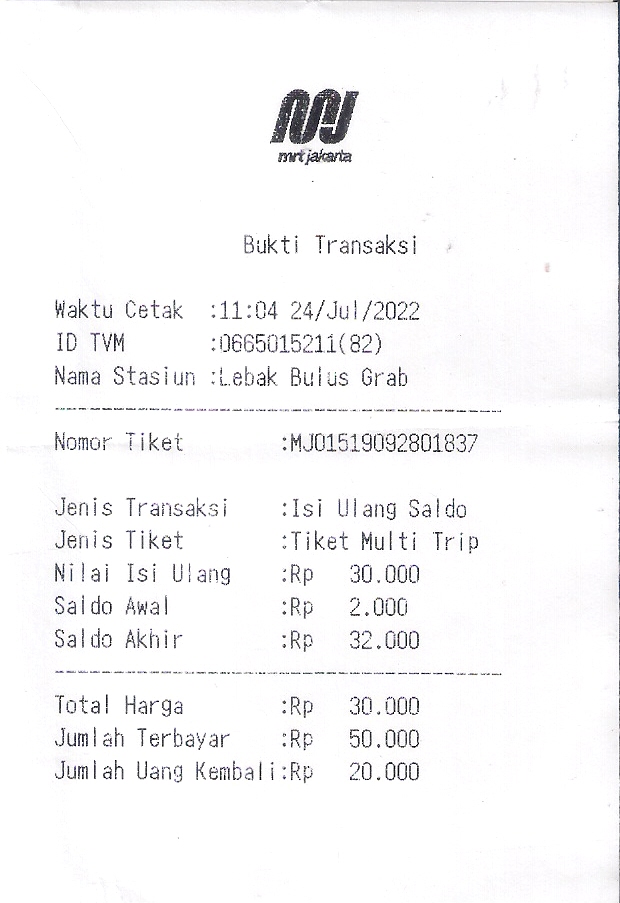 mrt jakarta
Bukti Transaksi
Waktu Cetak :11:04 24/Jul/2022
ID TVM :0665015211(82)
Nama Stasiun :Lebak Bulus Grab
Nomor Tiket :MJ01519092801837
Jenis Transaksi :Isi Ulang Saldo
Jenis Tiket :Tiket Multi Trip
Nilai Isi Ulang :Rp 30.000
Saldo Awal :Rp 2.000
Saldo Akhir :Rp 32.000
Total Harga :Rp 30.000
Jumlah Terbayar :Rp 50.000
Jumlah Uang Kembali:Rp 20.000